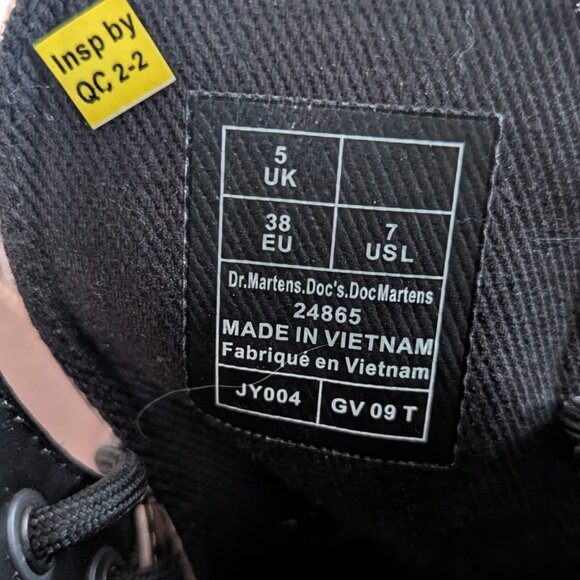 Insp by
QC 2-2
5
UK
38
EU
7
USL
Dr.Martens.Doc's.DocMartens
24865
MADE IN VIETNAM
Fabriqué en Vietnam
JY004
GV 09 T